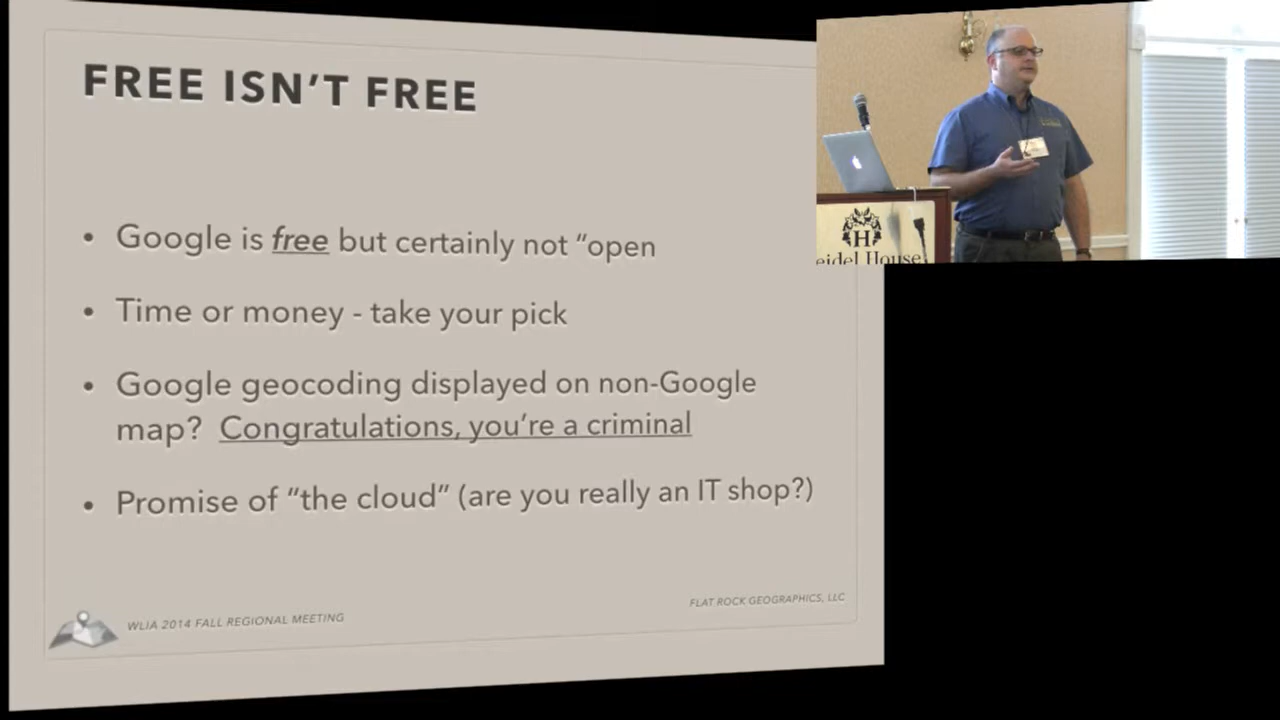 FREE ISN'T FREE
• Google is free but certainly not “open
• Time or money - take your pick
• Google geocoding displayed on non-Google
map? Congratulations, you're a criminal
• Promise of “the cloud” (are you really an IT shop?)
WLIA 2014 FALL REGIONAL MEETING
FLAT ROCK GEOGRAPHICS, LLC
H
eidel House